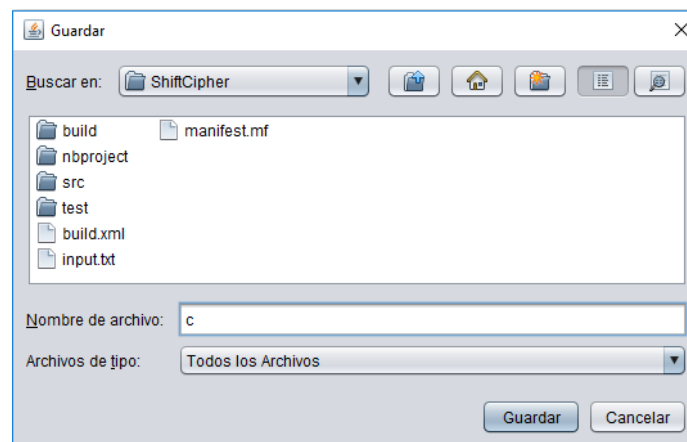 Guardar
Buscar en: ShiftCipher
build manifest.mf
nbproject
src
test
build.xml
input.txt
Nombre de archivo: c
Archivos de tipo: Todos los Archivos
Guardar Cancelar